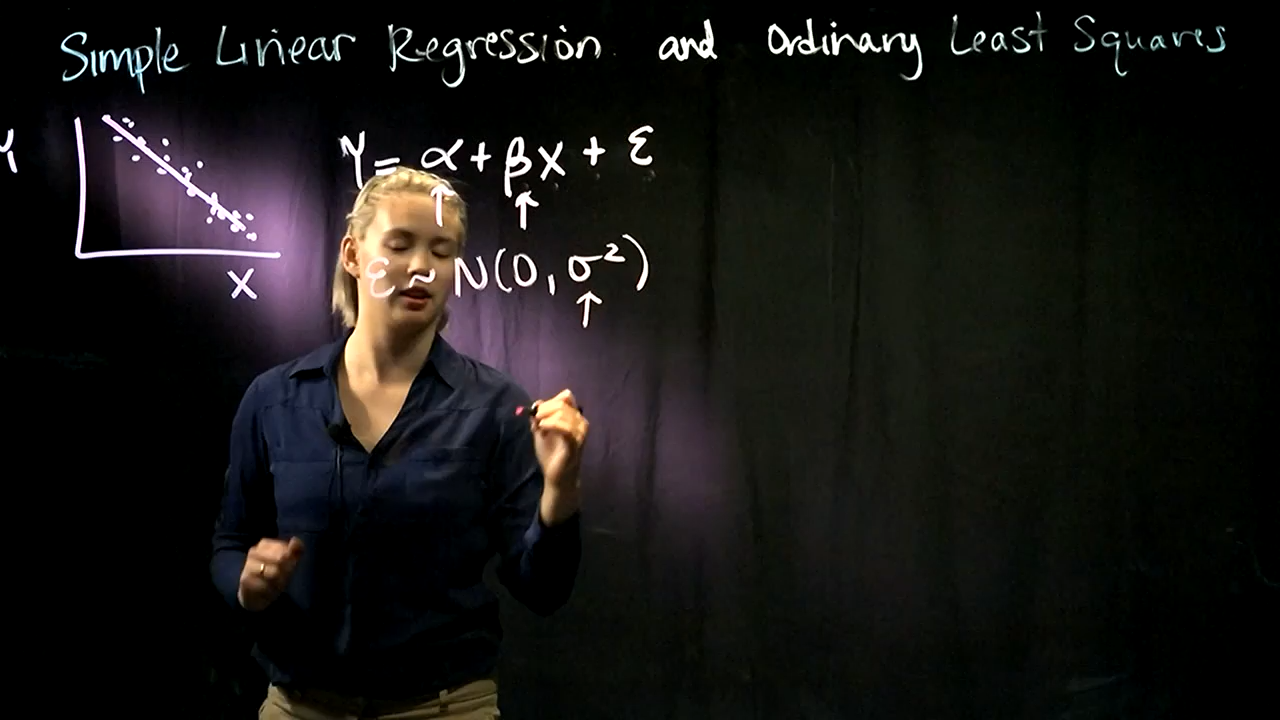 Simple Linear Regression and Ordinary Least Squares
Y
X
Y = α + βX + ε
ε ~ N(0, σ²)